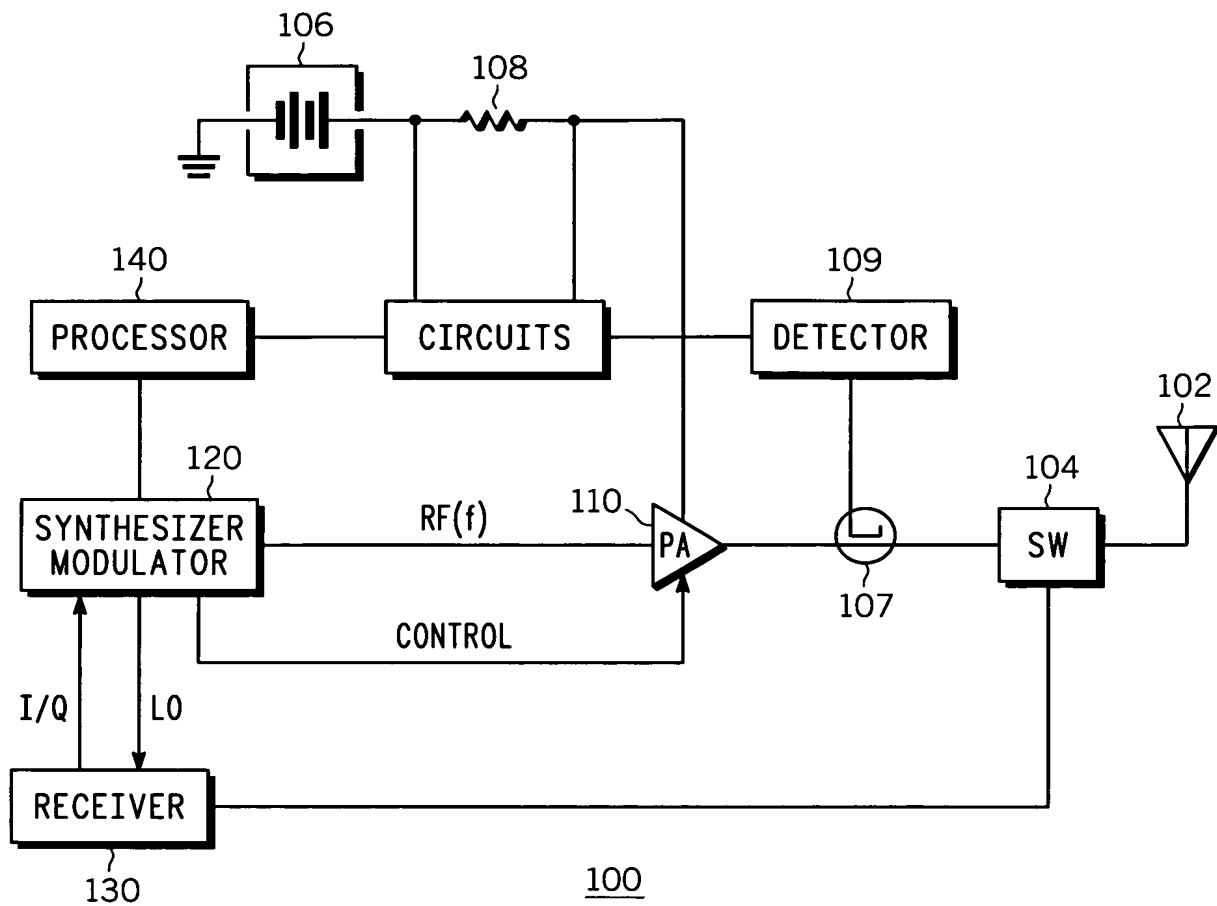 106
108
140
109
PROCESSOR
CIRCUITS
DETECTOR
102
120
104
110
RF(f)
SYNTHESIZER
MODULATOR
PA
SW
107
CONTROL
I/Q
LO
RECEIVER
130
100